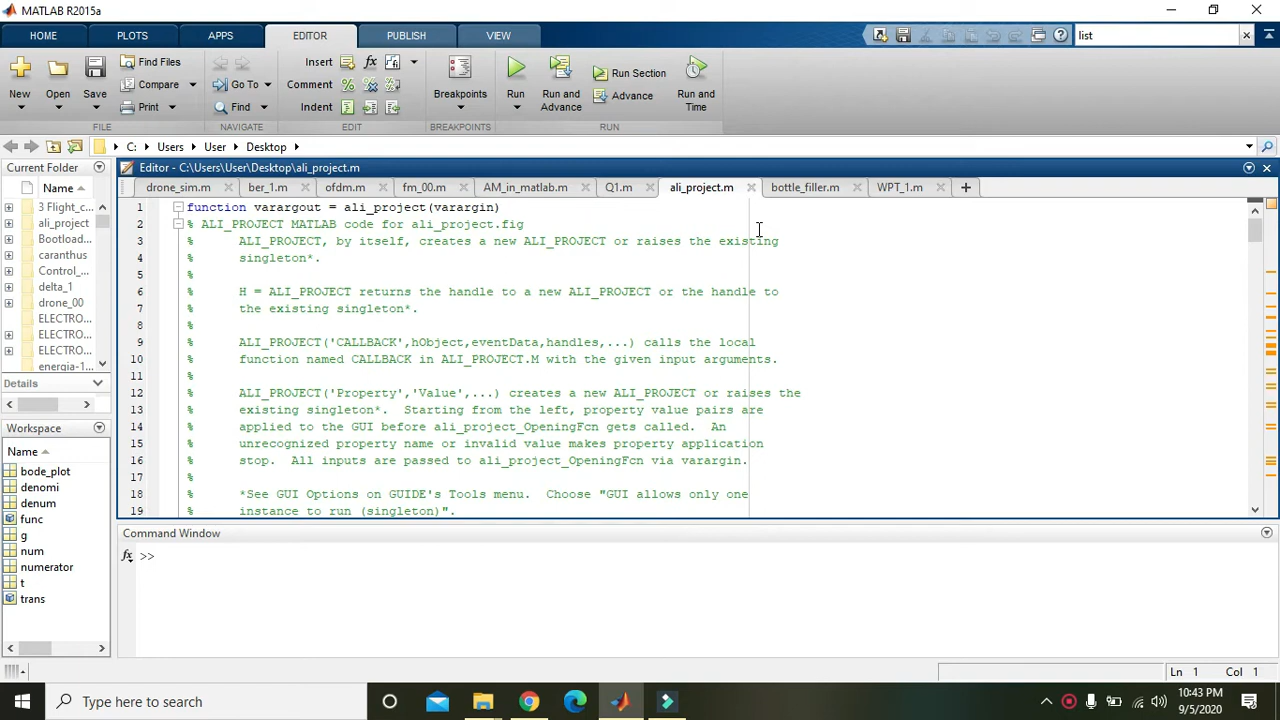 MATLAB R2015a
HOME PLOTS APPS EDITOR PUBLISH VIEW list
Find Files Insert Run Section
Compare Go To Comment Advance
New Open Save Print Find Indent Breakpoints Run Run and Advance Run and Time
FILE NAVIGATE EDIT BREAKPOINTS RUN
C: Users User Desktop
Current Folder
Name
3 Flight_c...
ali_project
Bootload...
caranthus
Control_...
delta_1
drone_00
ELECTRO...
ELECTRO...
ELECTRO...
energia-1...
Details
Workspace
Name
bode_plot
denomi
denum
func
g
num
numerator
t
trans
Editor - C:\Users\User\Desktop\ali_project.m
drone_sim.m ber_1.m ofdm.m fm_00.m AM_in_matlab.m Q1.m ali_project.m bottle_filler.m WPT_1.m
1 function varargout = ali_project(varargin)
2 % ALI_PROJECT MATLAB code for ali_project.fig
3 % ALI_PROJECT, by itself, creates a new ALI_PROJECT or raises the existing
4 % singleton*.
5 %
6 % H = ALI_PROJECT returns the handle to a new ALI_PROJECT or the handle to
7 % the existing singleton*.
8 %
9 % ALI_PROJECT('CALLBACK',hObject,eventData,handles,...) calls the local
10 % function named CALLBACK in ALI_PROJECT.M with the given input arguments.
11 %
12 % ALI_PROJECT('Property','Value',...) creates a new ALI_PROJECT or raises the
13 % existing singleton*. Starting from the left, property value pairs are
14 % applied to the GUI before ali_project_OpeningFcn gets called. An
15 % unrecognized property name or invalid value makes property application
16 % stop. All inputs are passed to ali_project_OpeningFcn via varargin.
17 %
18 % *See GUI Options on GUIDE's Tools menu. Choose "GUI allows only one
19 % instance to run (singleton)".
Command Window
fx >>
Ln 1 Col 1
Type here to search
10:43 PM
9/5/2020